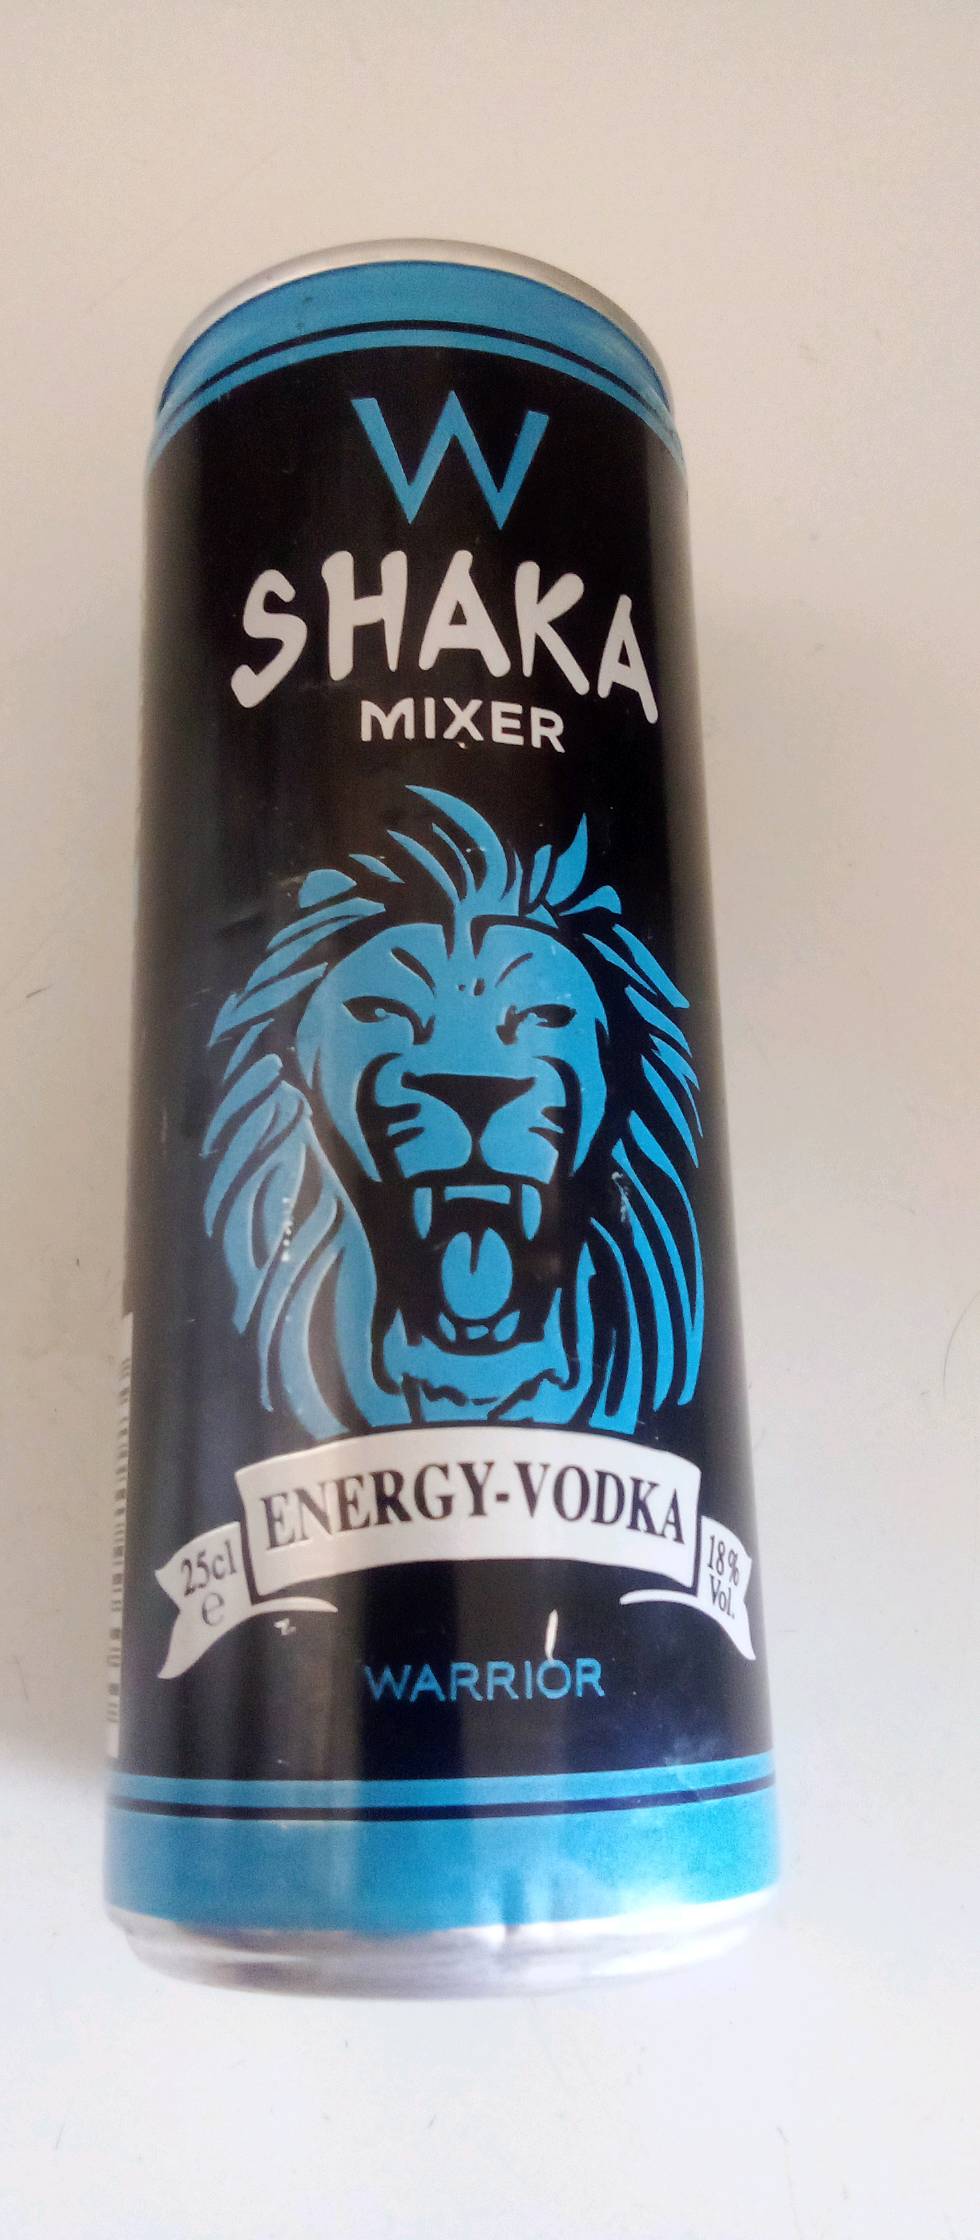 W
SHAKA
MIXER
ENERGY-VODKA
25cl
e
18%
Vol.
WARRIOR